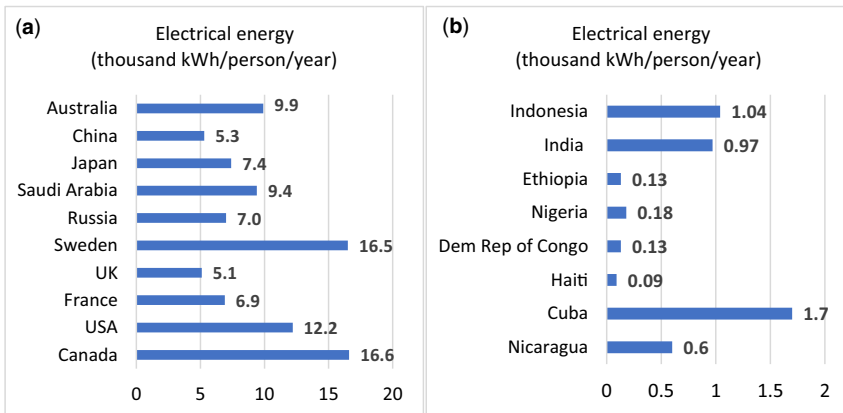 (a)
Electrical energy
(thousand kWh/person/year)
Australia 9.9
China 5.3
Japan 7.4
Saudi Arabia 9.4
Russia 7.0
Sweden 16.5
UK 5.1
France 6.9
USA 12.2
Canada 16.6
0 5 10 15 20
(b)
Electrical energy
(thousand kWh/person/year)
Indonesia 1.04
India 0.97
Ethiopia 0.13
Nigeria 0.18
Dem Rep of Congo 0.13
Haiti 0.09
Cuba 1.7
Nicaragua 0.6
0 0.5 1 1.5 2